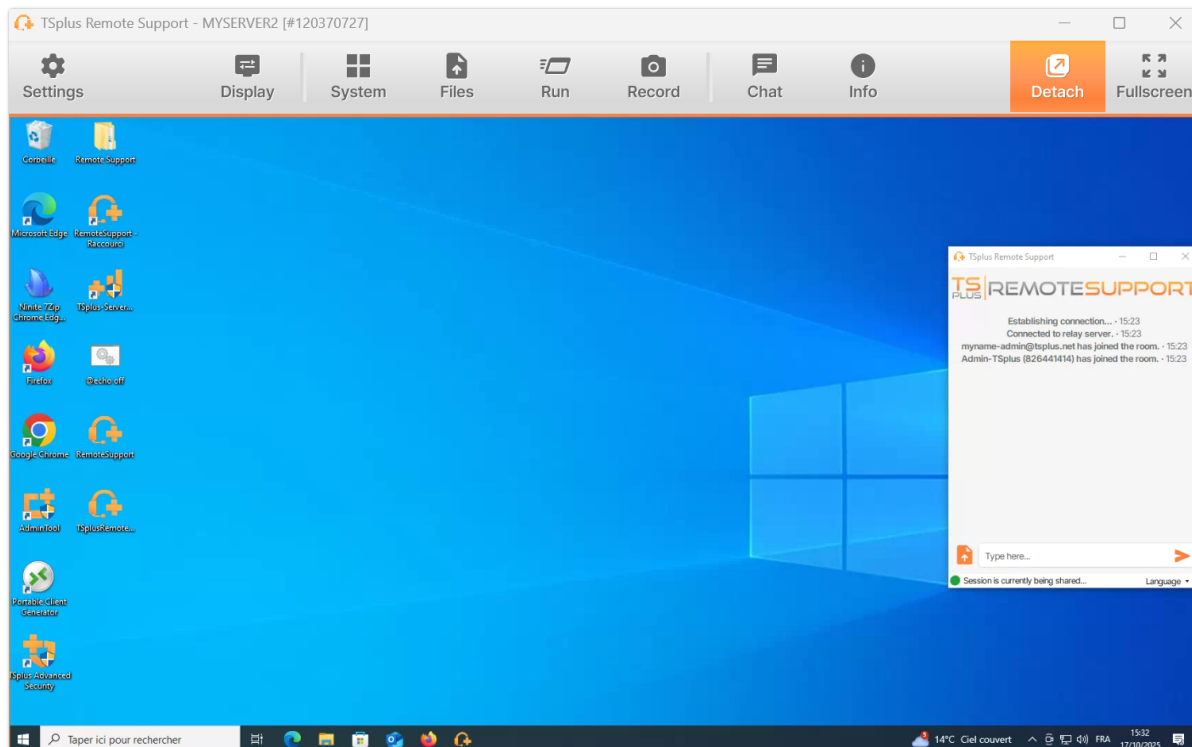 TSplus Remote Support - MYSERVER2 [#120370727]
Settings
Display
System
Files
Run
Record
Chat
Info
Detach
Fullscreen
Corbeille
Remote Support
Microsoft Edge
RemoteSupport -
Raccourci
Ninite 7Zip
Chrome Edg...
TSplus-Server...
Firefox
@echo off
Google Chrome
RemoteSupport
AdminTool
TSplusRemote...
Portable Client
Generator
TSplus Advanced
Security
TSplus Remote Support
TS PLUS REMOTESUPPORT
Establishing connection... - 15:23
Connected to relay server. - 15:23
myname-admin@tsplus.net has joined the room. - 15:23
Admin-TSplus (826441414) has joined the room. - 15:23
Type here...
Session is currently being shared...
Language
Taper ici pour rechercher
14°C Ciel couvert
FRA
15:32
17/10/2025